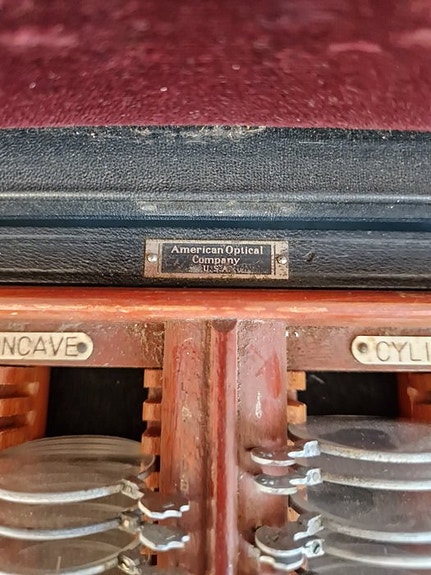 American Optical
Company
U.S.A.
NCAVE
CYLI